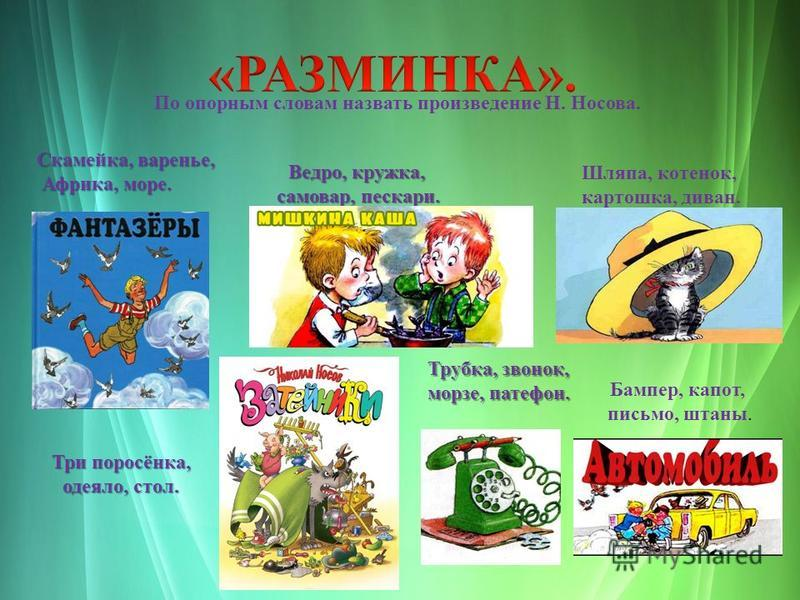 «РАЗМИНКА».
По опорным словам назвать произведение Н. Носова.
Скамейка, варенье,
Африка, море.
Ведро, кружка,
самовар, пескари.
Шляпа, котенок,
картошка, диван.
ФАНТАЗЁРЫ
МИШКИНА КАША
Три поросёнка,
одеяло, стол.
Николай Носов
ЗАТЕЙНИКИ
Трубка, звонок,
морзе, патефон.
Бампер, капот,
письмо, штаны.
Автомобиль
MyShared